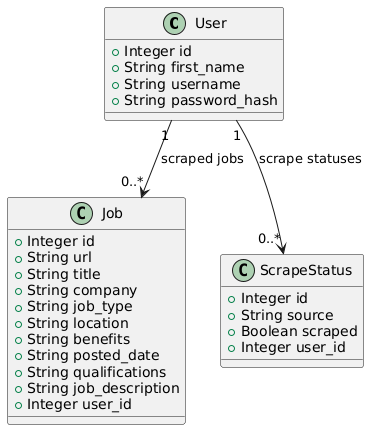 C User
Integer id
String first_name
String username
String password_hash
1
1
scraped jobs
scrape statuses
0..*
0..*
C Job
Integer id
String url
String title
String company
String job_type
String location
String benefits
String posted_date
String qualifications
String job_description
Integer user_id
C ScrapeStatus
Integer id
String source
Boolean scraped
Integer user_id